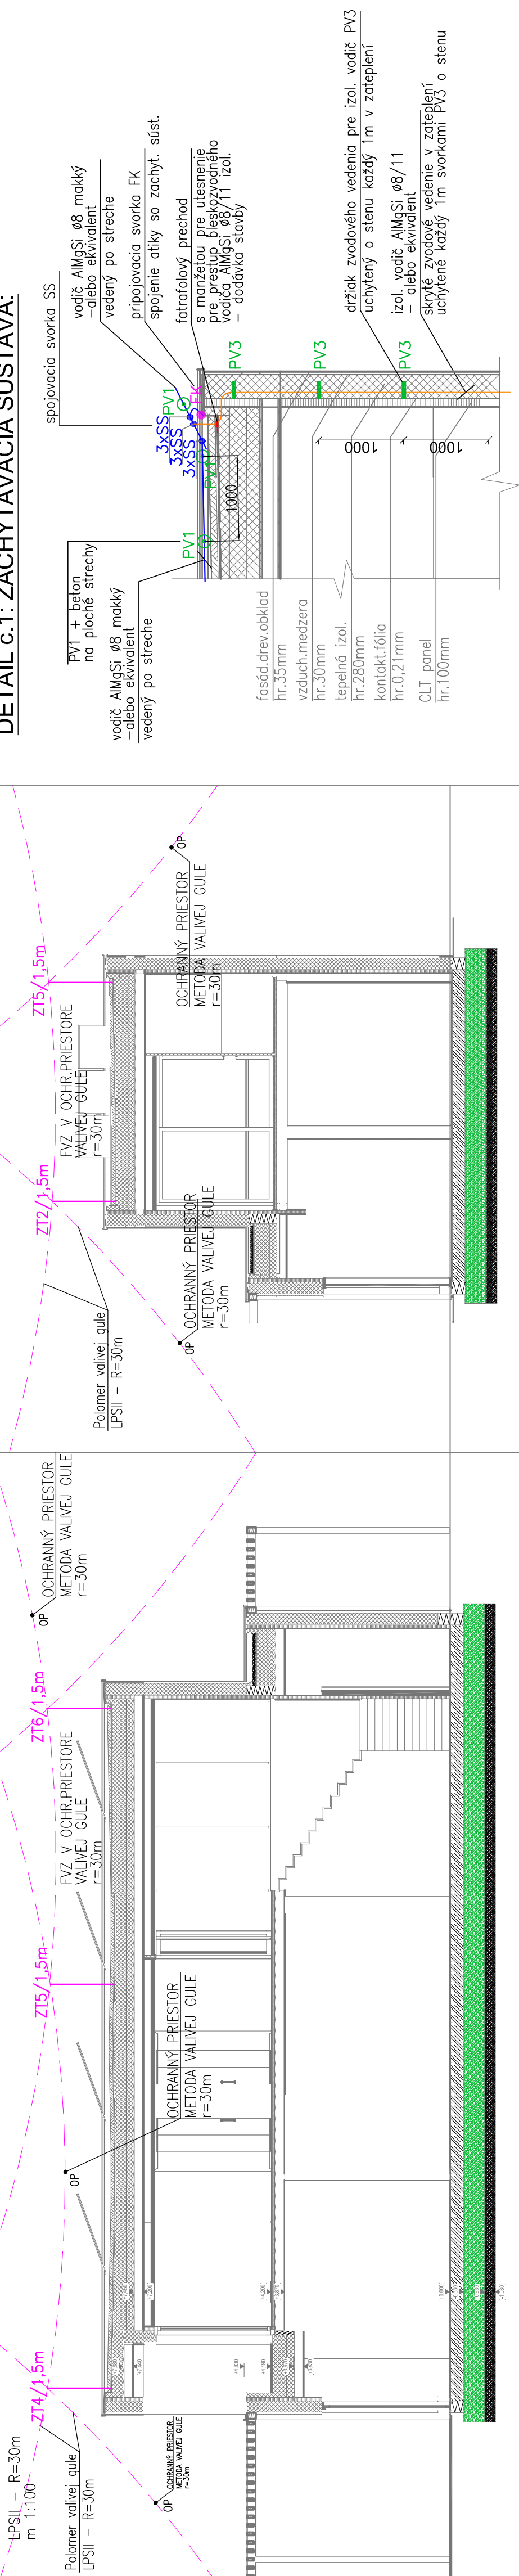 LPSII – R=30m
m 1:100
Polomer valivej gule
LPSII – R=30m
ZT4/1,5m
OP
OCHRANNÝ PRIESTOR
METODA VALIVEJ GULE
r=30m
OP
OCHRANNÝ PRIESTOR
METODA VALIVEJ GULE
r=30m
ZT5/1,5m
FVZ V OCHR.PRIESTORE
VALIVEJ GULE
r=30m
ZT6/1,5m
OP
OCHRANNÝ PRIESTOR
METODA VALIVEJ GULE
r=30m
Polomer valivej gule
LPSII – R=30m
OP
OCHRANNÝ PRIESTOR
METODA VALIVEJ GULE
r=30m
ZT2/1,5m
FVZ V OCHR.PRIESTORE
VALIVEJ GULE
r=30m
ZT5/1,5m
OCHRANNÝ PRIESTOR
METODA VALIVEJ GULE
r=30m
OP
DETAIL č.1: ZACHYTÁVACIA SÚSTAVA:
PV1 + beton
na ploché strechy
vodič AlMgSi ø8 makký
–alebo ekvivalent
vedený po streche
spojovacia svorka SS
vodič AlMgSi ø8 makký
–alebo ekvivalent
vedený po streche
pripojovacia svorka FK
spojenie atiky so zachyt. súst.
fatrafolový prechod
s manžetou pre utesnenie
pre prestup bleskozvodného
vodiča AlMgSi ø8/11 izol.
– dodávka stavby
PV1
3xSS
3xSS
3xSS
FK
PV1
PV1
1000
PV3
PV3
PV3
1000
1000
fasád.drev.obklad
hr.35mm
vzduch.medzera
hr.30mm
tepelná izol.
hr.280mm
kontakt.fólia
hr.0,21mm
CLT panel
hr.100mm
držiak zvodového vedenia pre izol. vodič PV3
uchytený o stenu každý 1m v zateplení
izol. vodič AlMgSi ø8/11
– alebo ekvivalent
skryté zvodové vedenie v zateplení
uchytené každý 1m svorkami PV3 o stenu